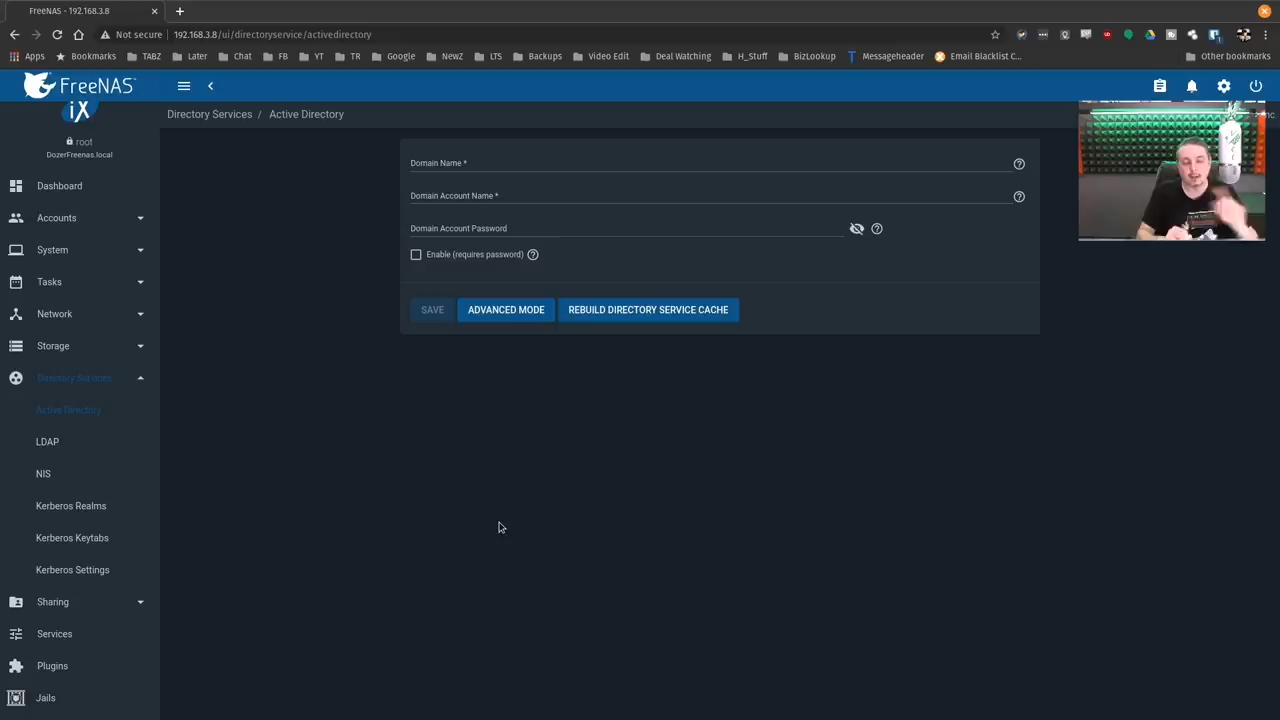 FreeNAS - 192.168.3.8
Not secure
192.168.3.8/ui/directoryservice/activedirectory
Apps
Bookmarks
TABZ
Later
Chat
FB
YT
TR
Google
NewZ
LTS
Backups
Video Edit
Deal Watching
H_Stuff
BizLookup
Messageheader
Email Blacklist C...
Other bookmarks
FreeNAS
iX
root
DozerFreenas.local
Directory Services / Active Directory
Dashboard
Accounts
System
Tasks
Network
Storage
Directory Services
Active Directory
LDAP
NIS
Kerberos Realms
Kerberos Keytabs
Kerberos Settings
Sharing
Services
Plugins
Jails
Domain Name *
Domain Account Name *
Domain Account Password
Enable (requires password)
SAVE
ADVANCED MODE
REBUILD DIRECTORY SERVICE CACHE